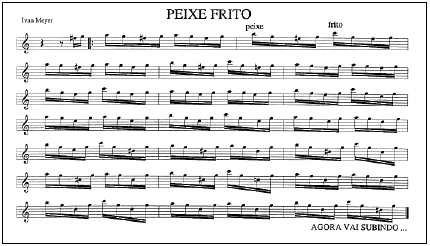 PEIXE FRITO
Ivan Meyer
peixe
frito
AGORA VAI SUBINDO ...